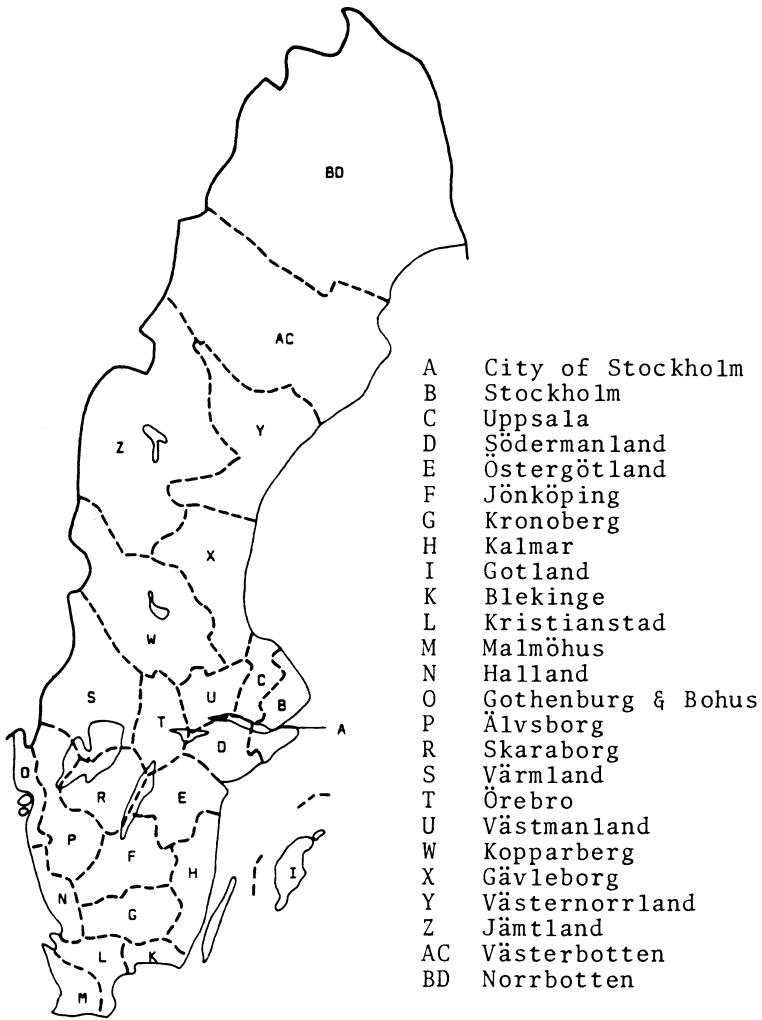 BD
AC
Y
Z
X
W
C
S
U
B
T
A
D
O
R
E
P
F
H
I
N
G
L
K
M
A City of Stockholm
B Stockholm
C Uppsala
D Södermanland
E Östergötland
F Jönköping
G Kronoberg
H Kalmar
I Gotland
K Blekinge
L Kristianstad
M Malmöhus
N Halland
O Gothenburg & Bohus
P Älvsborg
R Skaraborg
S Värmland
T Örebro
U Västmanland
W Kopparberg
X Gävleborg
Y Västernorrland
Z Jämtland
AC Västerbotten
BD Norrbotten